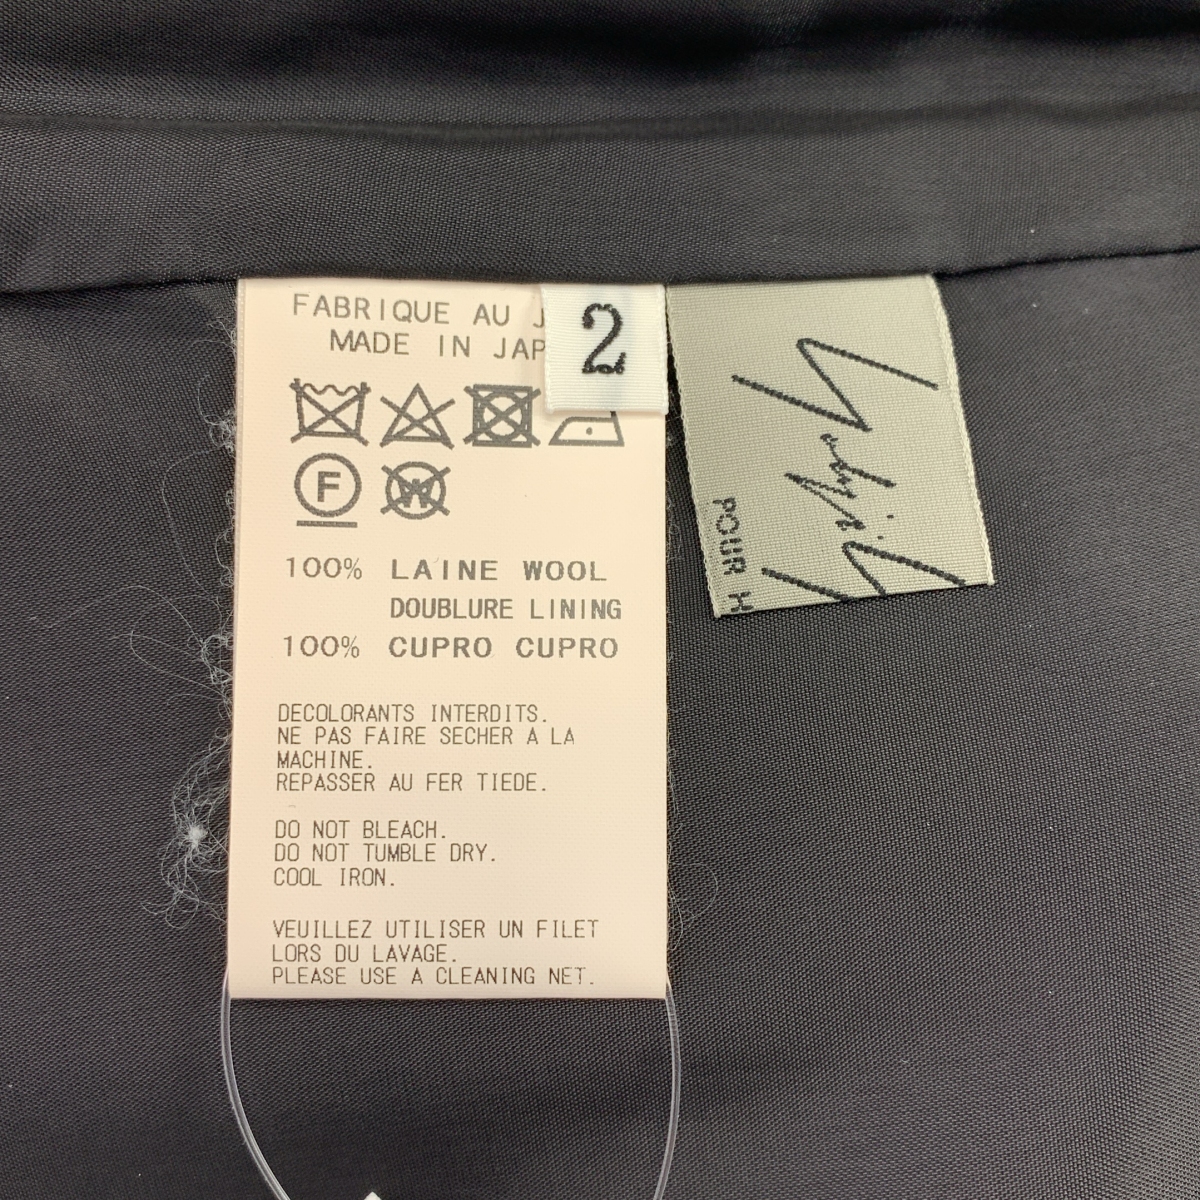 FABRIQUE AU J
MADE IN JAP
2
F
W
100% LAINE WOOL
DOUBLURE LINING
100% CUPRO CUPRO
DECOLORANTS INTERDITS.
NE PAS FAIRE SECHER A LA
MACHINE.
REPASSER AU FER TIEDE.
DO NOT BLEACH.
DO NOT TUMBLE DRY.
COOL IRON.
VEUILLEZ UTILISER UN FILET
LORS DU LAVAGE.
PLEASE USE A CLEANING NET.
POUR H